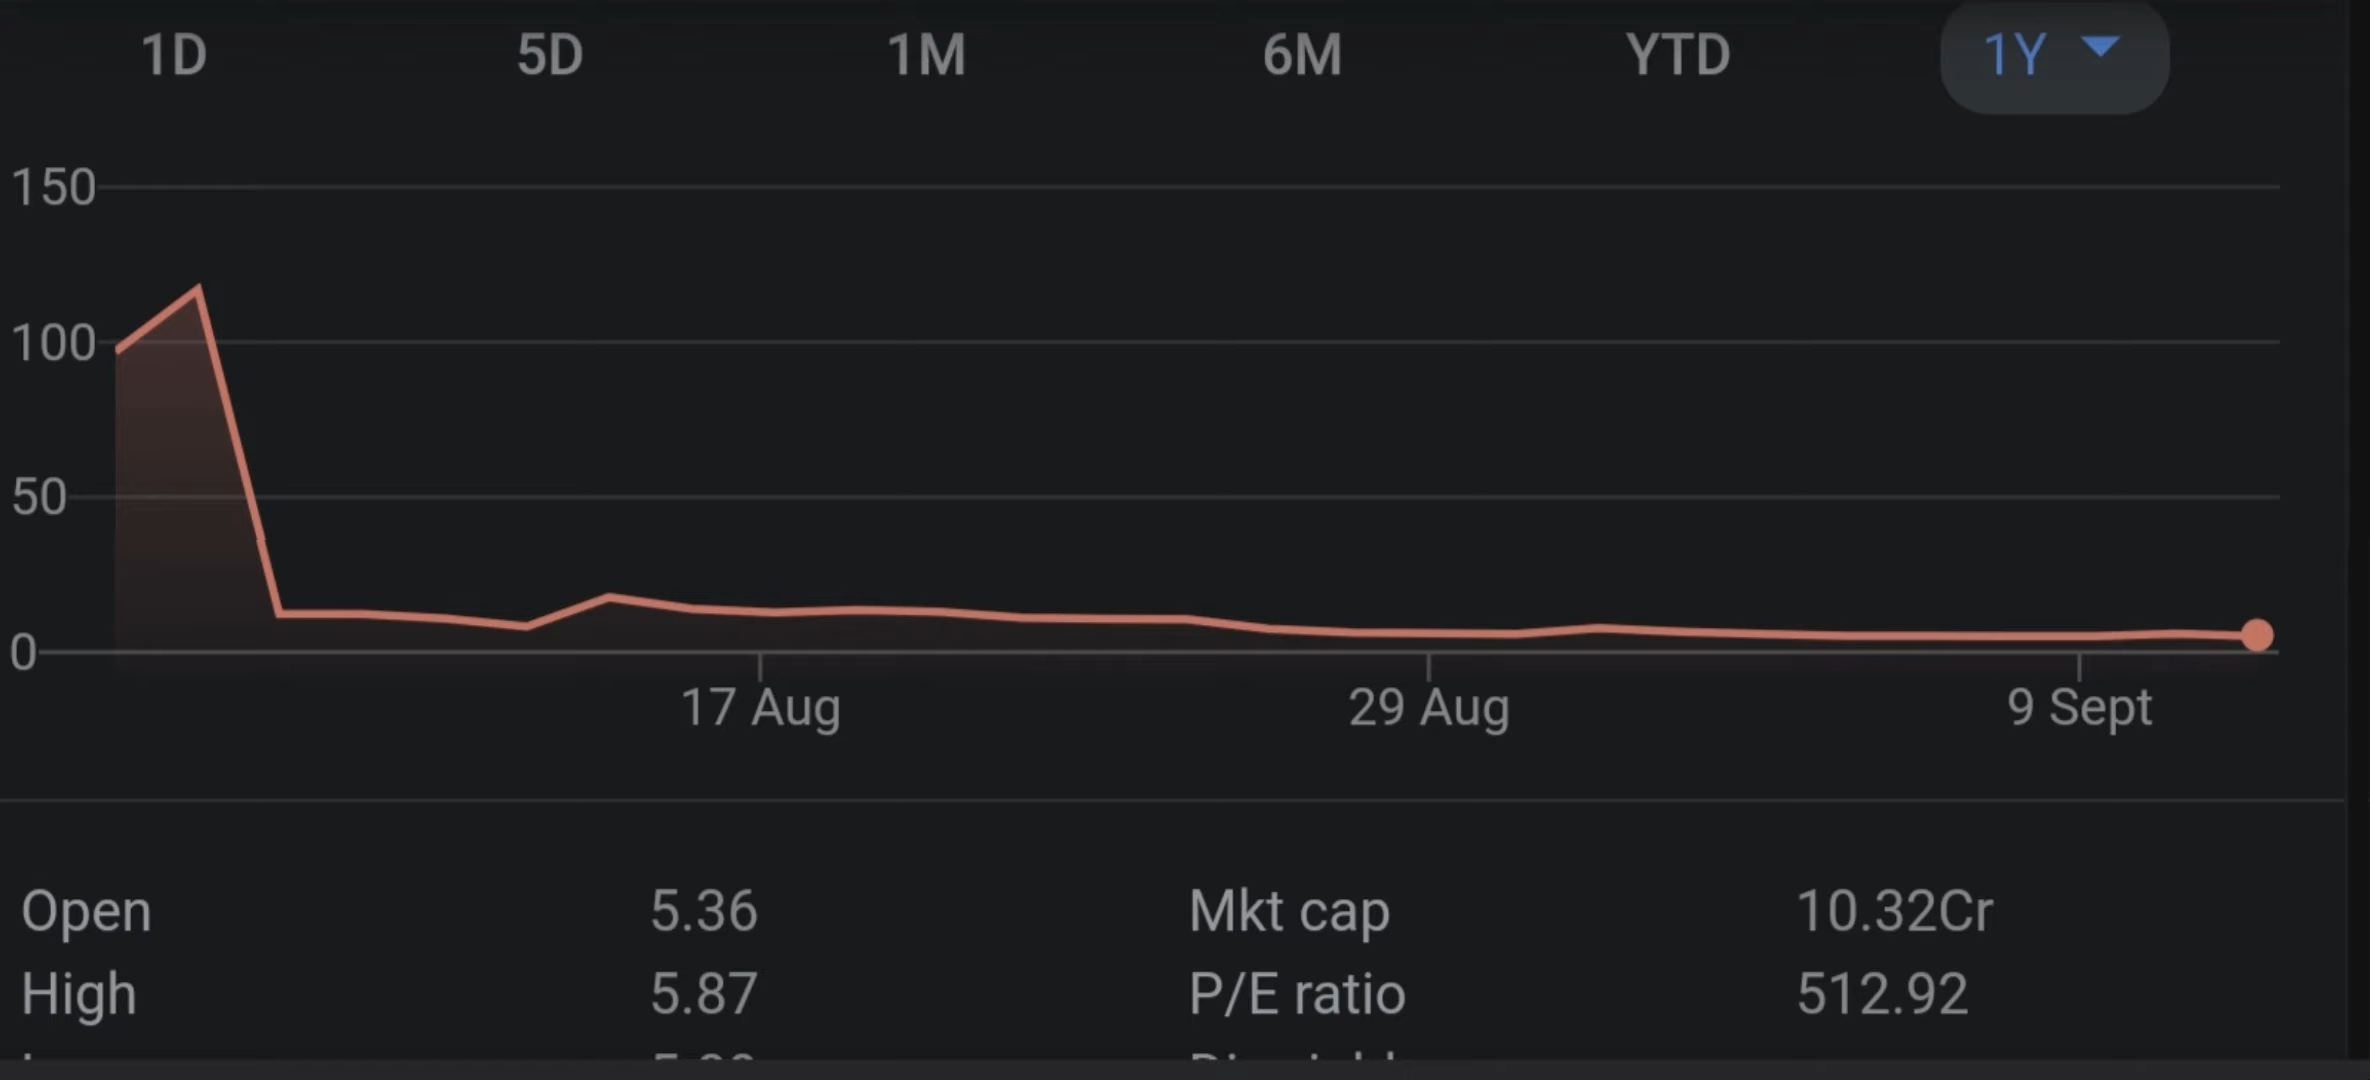 1D 5D 1M 6M YTD 1Y
150
100
50
0
17 Aug 29 Aug 9 Sept
Open 5.36 Mkt cap 10.32Cr
High 5.87 P/E ratio 512.92